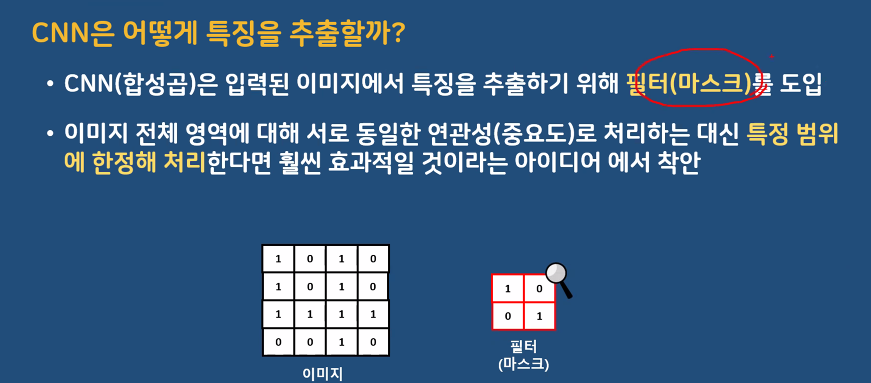 CNN은 어떻게 특징을 추출할까?
• CNN(합성곱)은 입력된 이미지에서 특징을 추출하기 위해 필터(마스크)를 도입
• 이미지 전체 영역에 대해 서로 동일한 연관성(중요도)로 처리하는 대신 특정 범위
에 한정해 처리한다면 훨씬 효과적일 것이라는 아이디어 에서 착안
1 0 1 0
1 0 1 0
1 1 1 1
0 0 1 0
이미지
1 0
0 1
필터
(마스크)